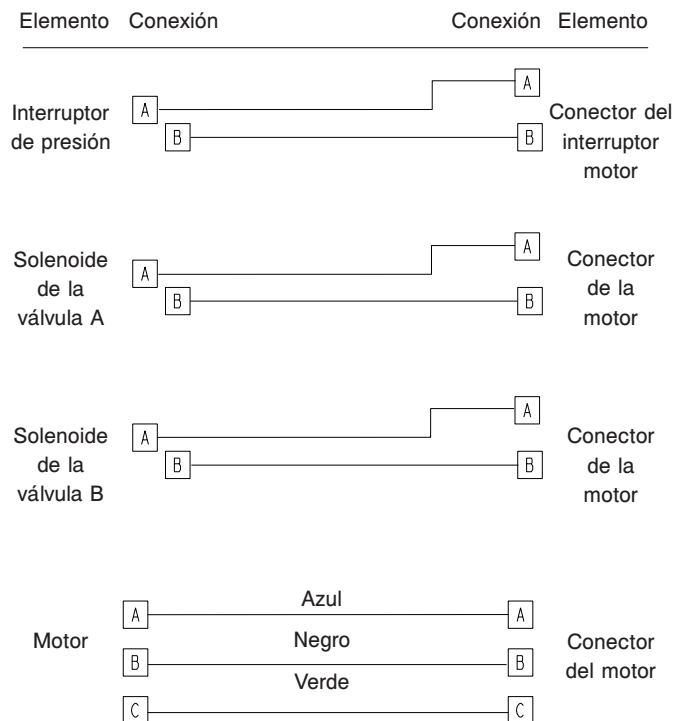 Elemento Conexión Conexión Elemento
A
Interruptor de presión
A
B
B
Conector del interruptor motor
A
Solenoide de la válvula A
A
B
B
Conector de la motor
A
Solenoide de la válvula B
A
B
B
Conector de la motor
Azul
A
A
Motor
Negro
B
B
Conector del motor
Verde
C
C